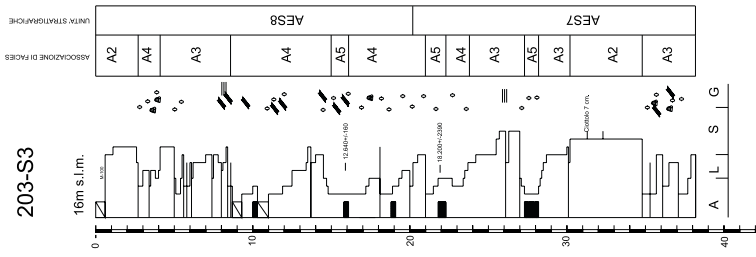 UNITA' STRATIGRAFICHE
AES8
AES7
ASSOCIAZIONE DI FACIES
A2
A4
A3
A4
A5
A4
A5
A4
A3
A5
A3
A2
A3
203-S3
16m s.l.m.
12.640+/-160
18.200+/-2390
Ciottolo 7 cm.
G
S
L
A
0
10
20
30
40